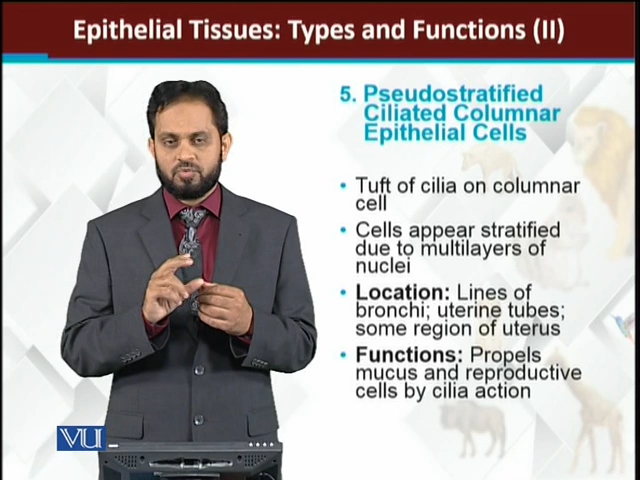 Epithelial Tissues: Types and Functions (II)
5. Pseudostratified
Ciliated Columnar
Epithelial Cells
• Tuft of cilia on columnar
cell
• Cells appear stratified
due to multilayers of
nuclei
• Location: Lines of
bronchi; uterine tubes;
some region of uterus
• Functions: Propels
mucus and reproductive
cells by cilia action
VU